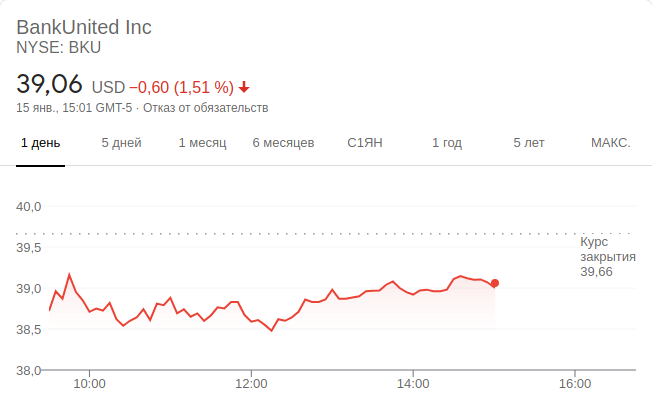 BankUnited Inc
NYSE: BKU
39,06 USD −0,60 (1,51 %)
15 янв., 15:01 GMT-5 · Отказ от обязательств
1 день 5 дней 1 месяц 6 месяцев С1ЯН 1 год 5 лет МАКС.
40,0
39,5
39,0
38,5
38,0
Курс
закрытия
39,66
10:00 12:00 14:00 16:00